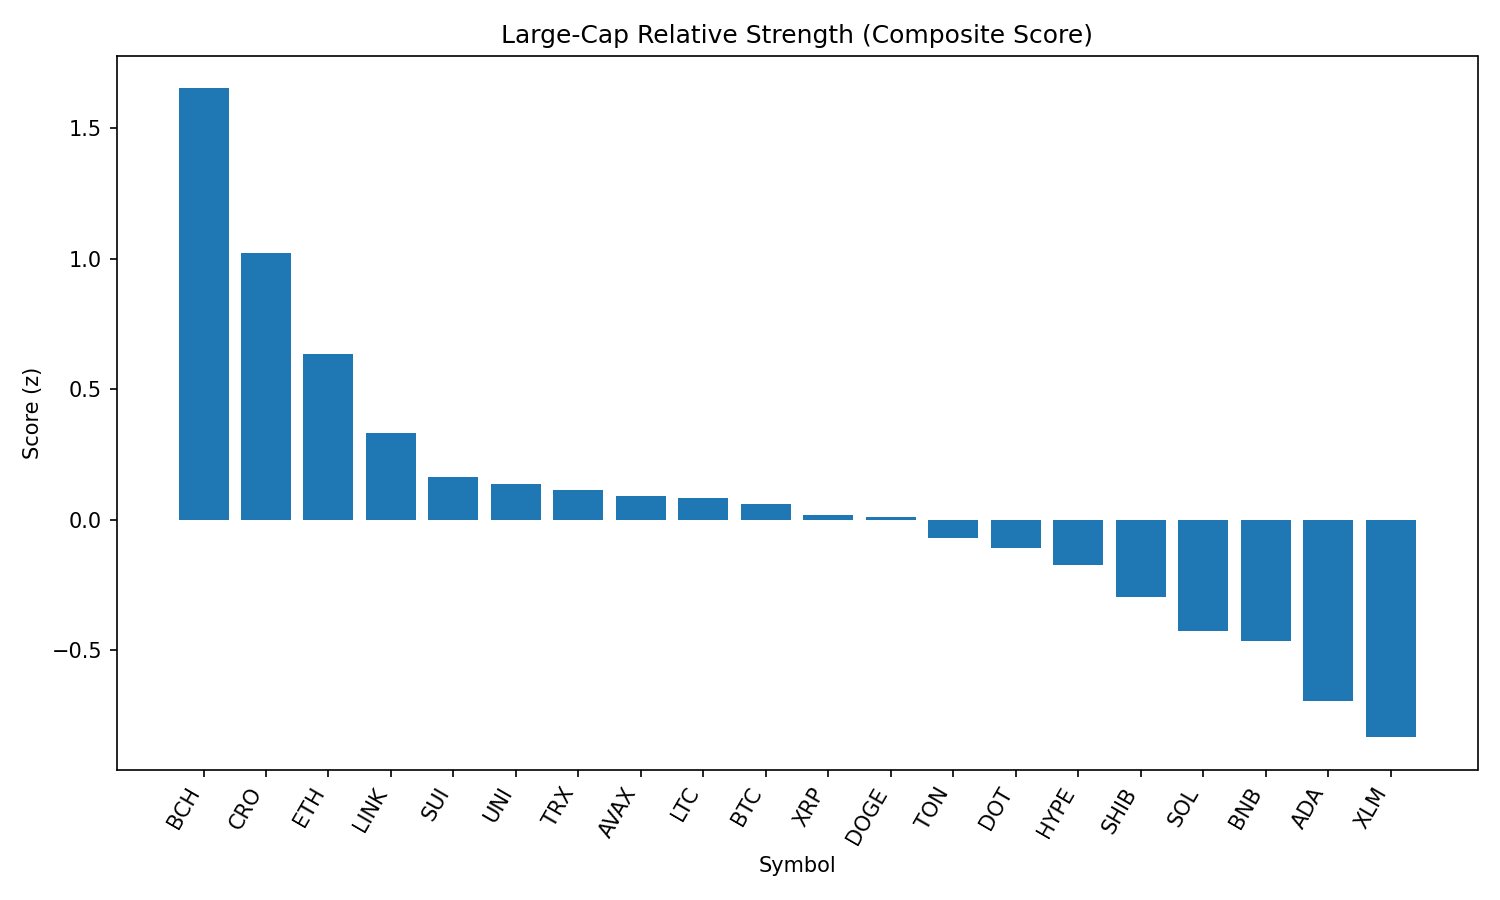 Large-Cap Relative Strength (Composite Score)
Score (z)
1.5
1.0
0.5
0.0
−0.5
BCH
CRO
ETH
LINK
SUI
UNI
TRX
AVAX
LTC
BTC
XRP
DOGE
TON
DOT
HYPE
SHIB
SOL
BNB
ADA
XLM
Symbol